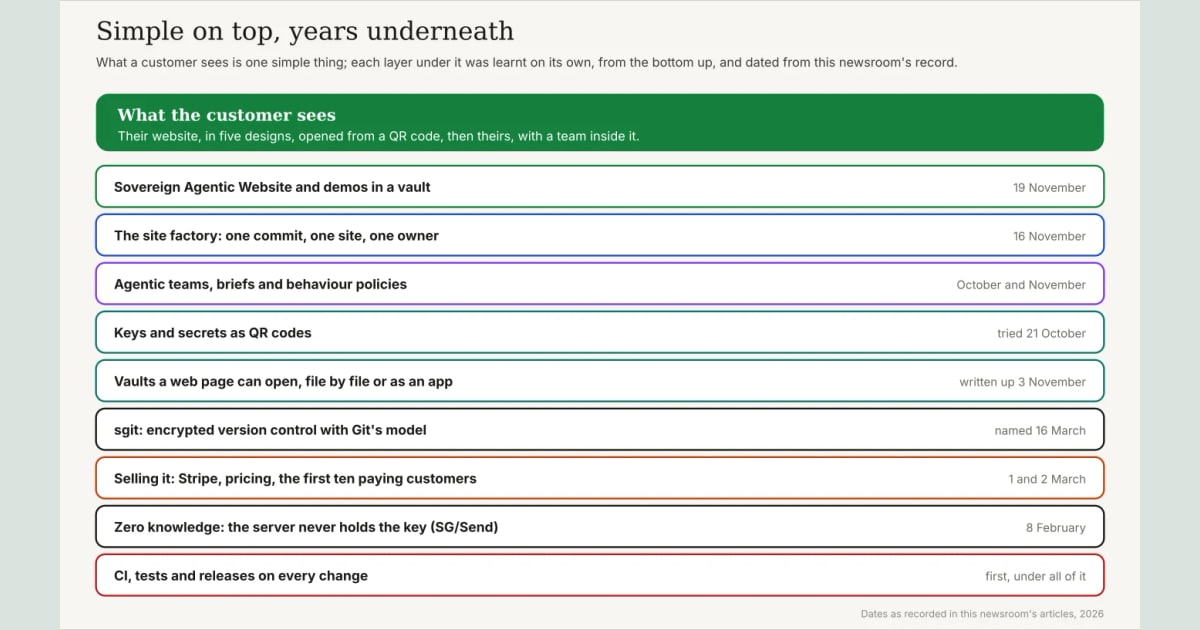 Simple on top, years underneath
What a customer sees is one simple thing; each layer under it was learnt on its own, from the bottom up, and dated from this newsroom's record.
What the customer sees
Their website, in five designs, opened from a QR code, then theirs, with a team inside it.
Sovereign Agentic Website and demos in a vault 19 November
The site factory: one commit, one site, one owner 16 November
Agentic teams, briefs and behaviour policies October and November
Keys and secrets as QR codes tried 21 October
Vaults a web page can open, file by file or as an app written up 3 November
sgit: encrypted version control with Git's model named 16 March
Selling it: Stripe, pricing, the first ten paying customers 1 and 2 March
Zero knowledge: the server never holds the key (SG/Send) 8 February
CI, tests and releases on every change first, under all of it
Dates as recorded in this newsroom's articles, 2026